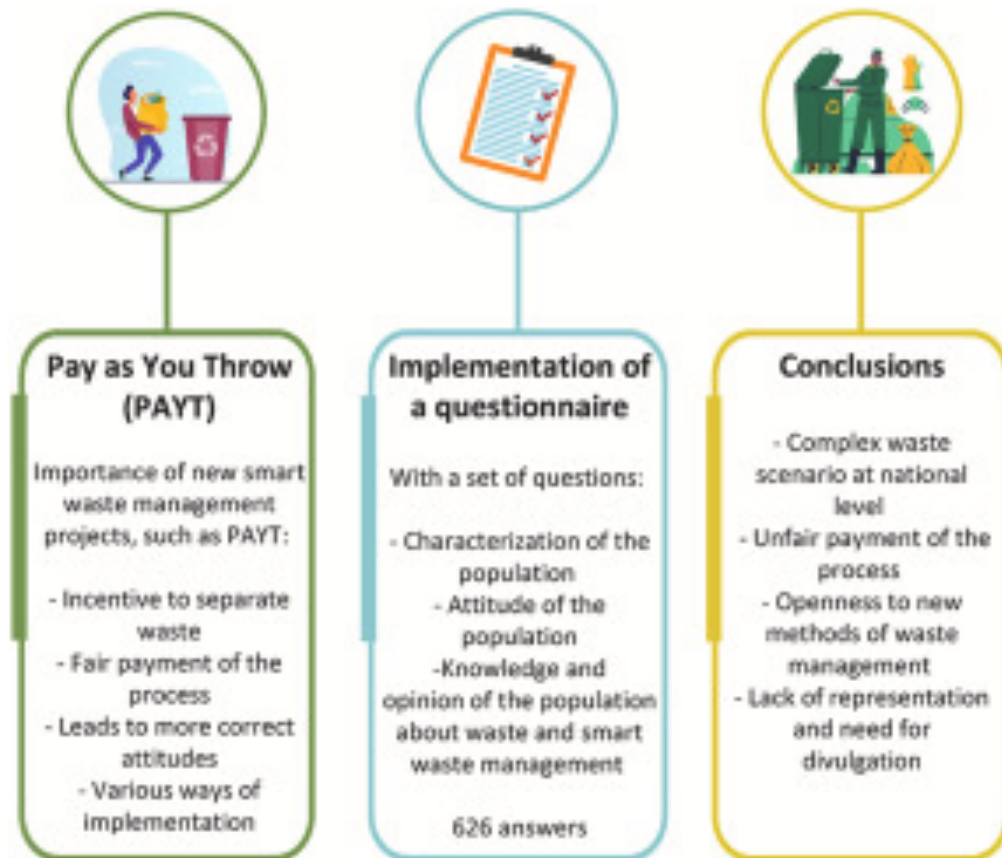 Pay as You Throw
(PAYT)
Importance of new smart
waste management
projects, such as PAYT:
- Incentive to separate
waste
- Fair payment of the
process
- Leads to more correct
attitudes
- Various ways of
implementation
Implementation of
a questionnaire
With a set of questions:
- Characterization of the
population
- Attitude of the
population
-Knowledge and
opinion of the population
about waste and smart
waste management
626 answers
Conclusions
- Complex waste
scenario at national
level
- Unfair payment of the
process
- Openness to new
methods of waste
management
- Lack of representation
and need for
divulgation